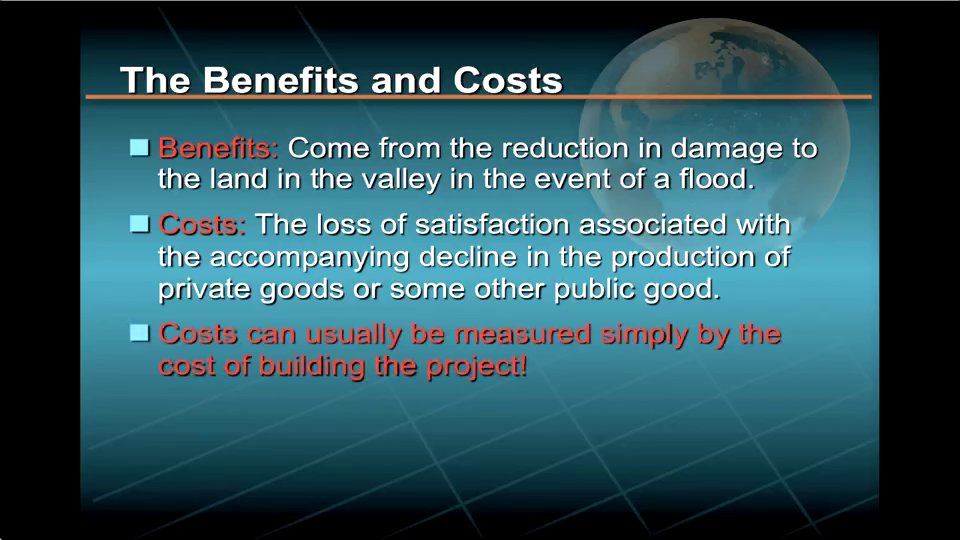 The Benefits and Costs
Benefits: Come from the reduction in damage to
the land in the valley in the event of a flood.
Costs: The loss of satisfaction associated with
the accompanying decline in the production of
private goods or some other public good.
Costs can usually be measured simply by the
cost of building the project!